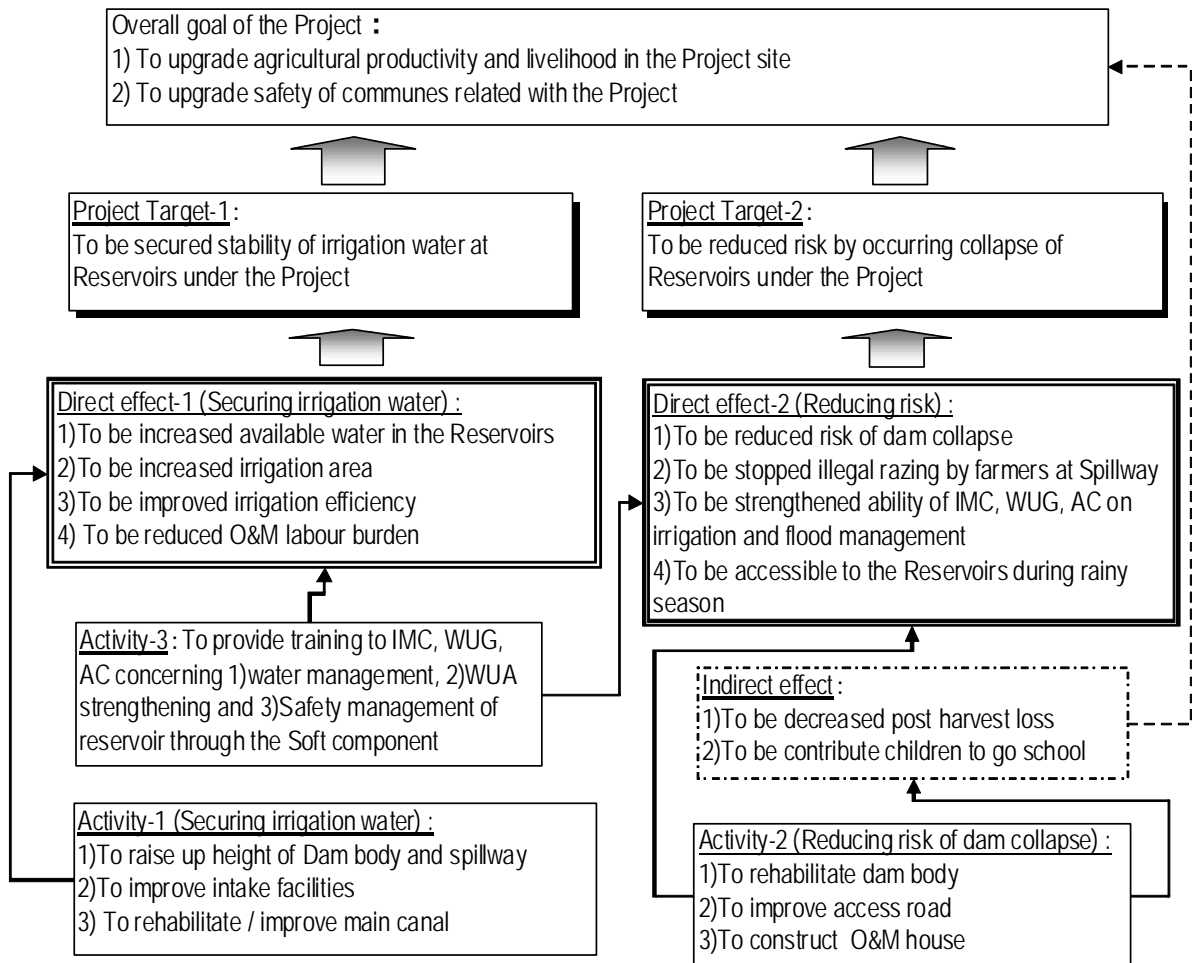 Overall goal of the Project :
1) To upgrade agricultural productivity and livelihood in the Project site
2) To upgrade safety of communes related with the Project
Project Target-1 :
To be secured stability of irrigation water at
Reservoirs under the Project
Project Target-2 :
To be reduced risk by occurring collapse of
Reservoirs under the Project
Direct effect-1 (Securing irrigation water) :
1)To be increased available water in the Reservoirs
2)To be increased irrigation area
3)To be improved irrigation efficiency
4) To be reduced O&M labour burden
Direct effect-2 (Reducing risk) :
1)To be reduced risk of dam collapse
2)To be stopped illegal razing by farmers at Spillway
3)To be strengthened ability of IMC, WUG, AC on
irrigation and flood management
4)To be accessible to the Reservoirs during rainy
season
Activity-3 : To provide training to IMC, WUG,
AC concerning 1)water management, 2)WUA
strengthening and 3)Safety management of
reservoir through the Soft component
Indirect effect :
1)To be decreased post harvest loss
2)To be contribute children to go school
Activity-1 (Securing irrigation water) :
1)To raise up height of Dam body and spillway
2)To improve intake facilities
3) To rehabilitate / improve main canal
Activity-2 (Reducing risk of dam collapse) :
1)To rehabilitate dam body
2)To improve access road
3)To construct O&M house